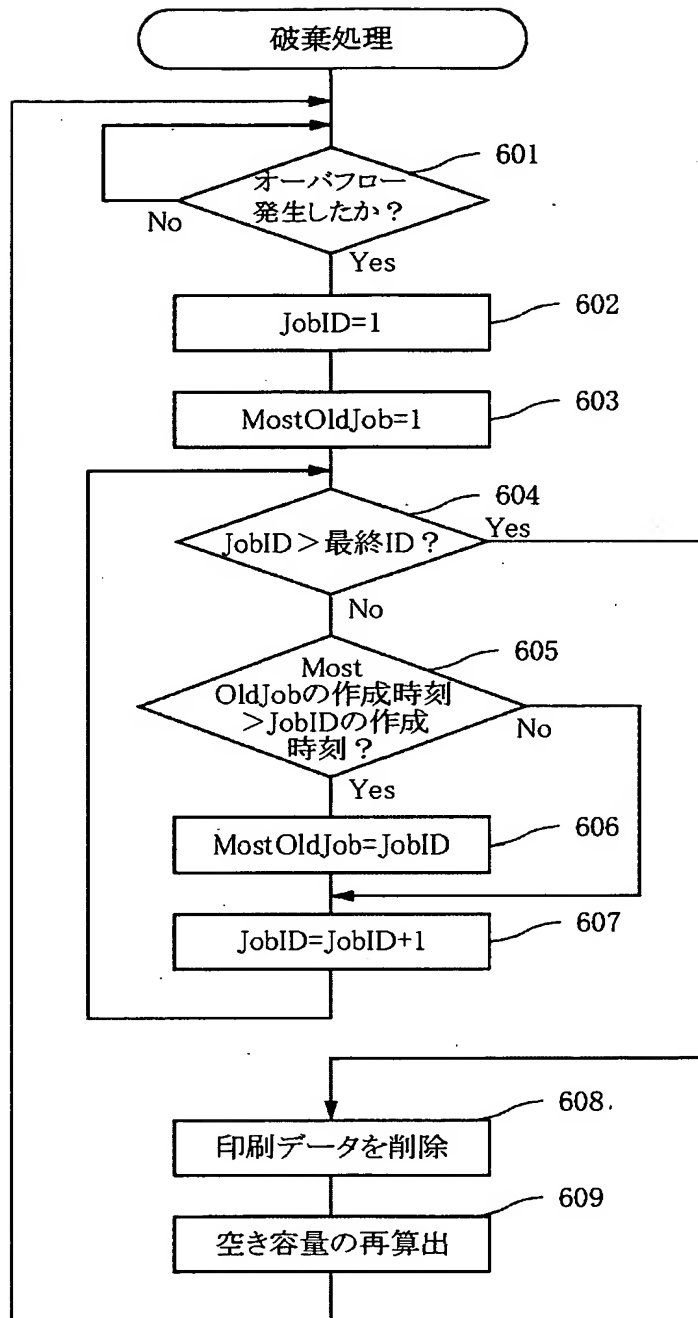 破棄処理
601
オーバフロー
発生したか？
No
Yes
602
JobID=1
603
MostOldJob=1
604
JobID＞最終ID？
Yes
No
605
Most
OldJobの作成時刻
＞JobIDの作成
時刻？
No
Yes
606
MostOldJob=JobID
607
JobID=JobID+1
608
印刷データを削除
609
空き容量の再算出